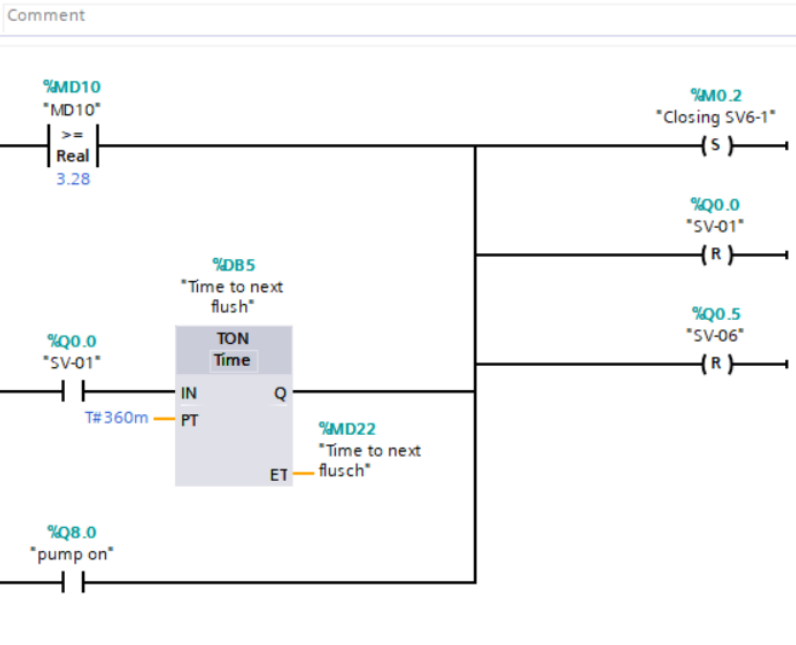 Comment
%MD10
"MD10"
>=
Real
3.28
%M0.2
"Closing SV6-1"
( S )
%Q0.0
"SV-01"
( R )
%Q0.5
"SV-06"
( R )
%DB5
"Time to next
flush"
TON
Time
%Q0.0
"SV-01"
IN
Q
T#360m
PT
%MD22
"Time to next
flusch"
ET
%Q8.0
"pump on"